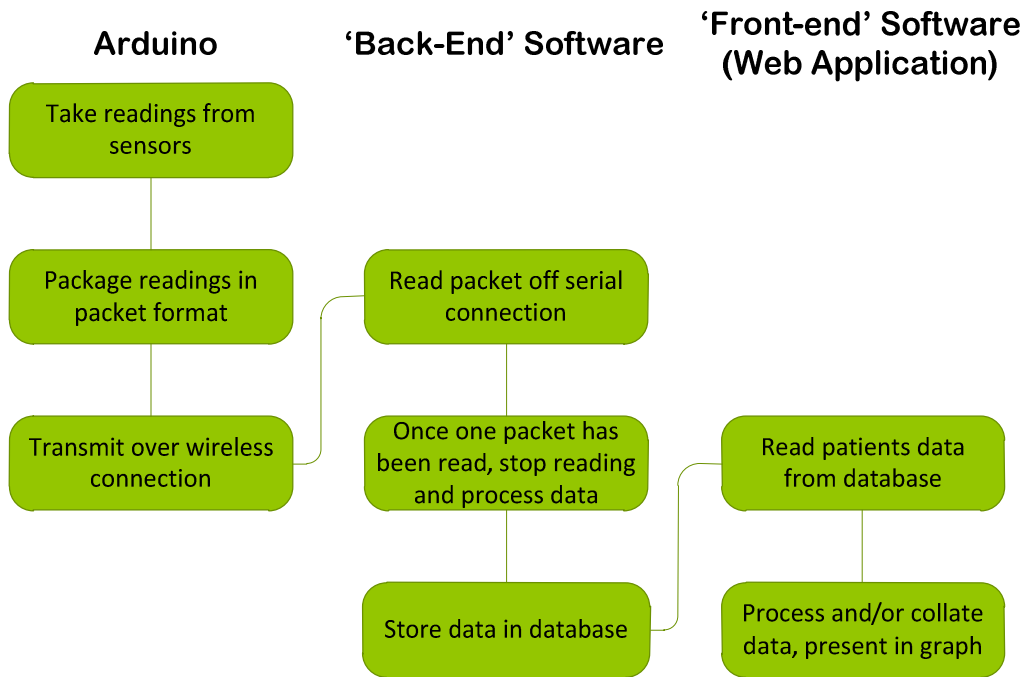 Arduino
‘Back-End’ Software
‘Front-end’ Software
(Web Application)
Take readings from
sensors
Package readings in
packet format
Transmit over wireless
connection
Read packet off serial
connection
Once one packet has
been read, stop reading
and process data
Store data in database
Read patients data
from database
Process and/or collate
data, present in graph